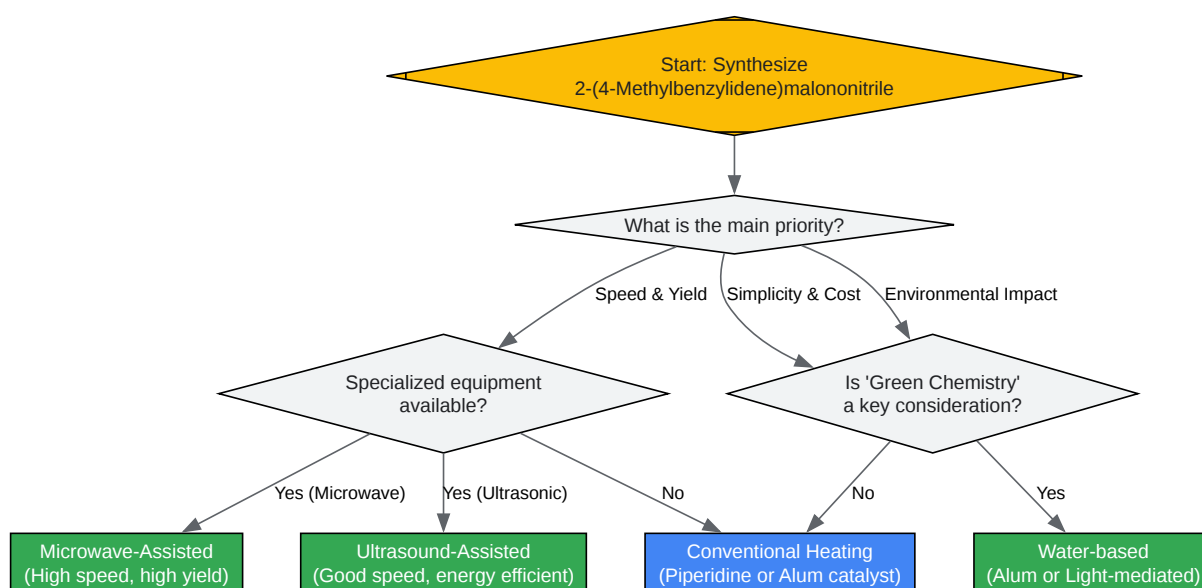 Start: Synthesize
2-(4-Methylbenzylidene)malononitrile
What is the main priority?
Speed & Yield
Simplicity & Cost
Environmental Impact
Specialized equipment
available?
Is 'Green Chemistry'
a key consideration?
Yes (Microwave)
Yes (Ultrasonic)
No
No
Yes
Microwave-Assisted
(High speed, high yield)
Ultrasound-Assisted
(Good speed, energy efficient)
Conventional Heating
(Piperidine or Alum catalyst)
Water-based
(Alum or Light-mediated)